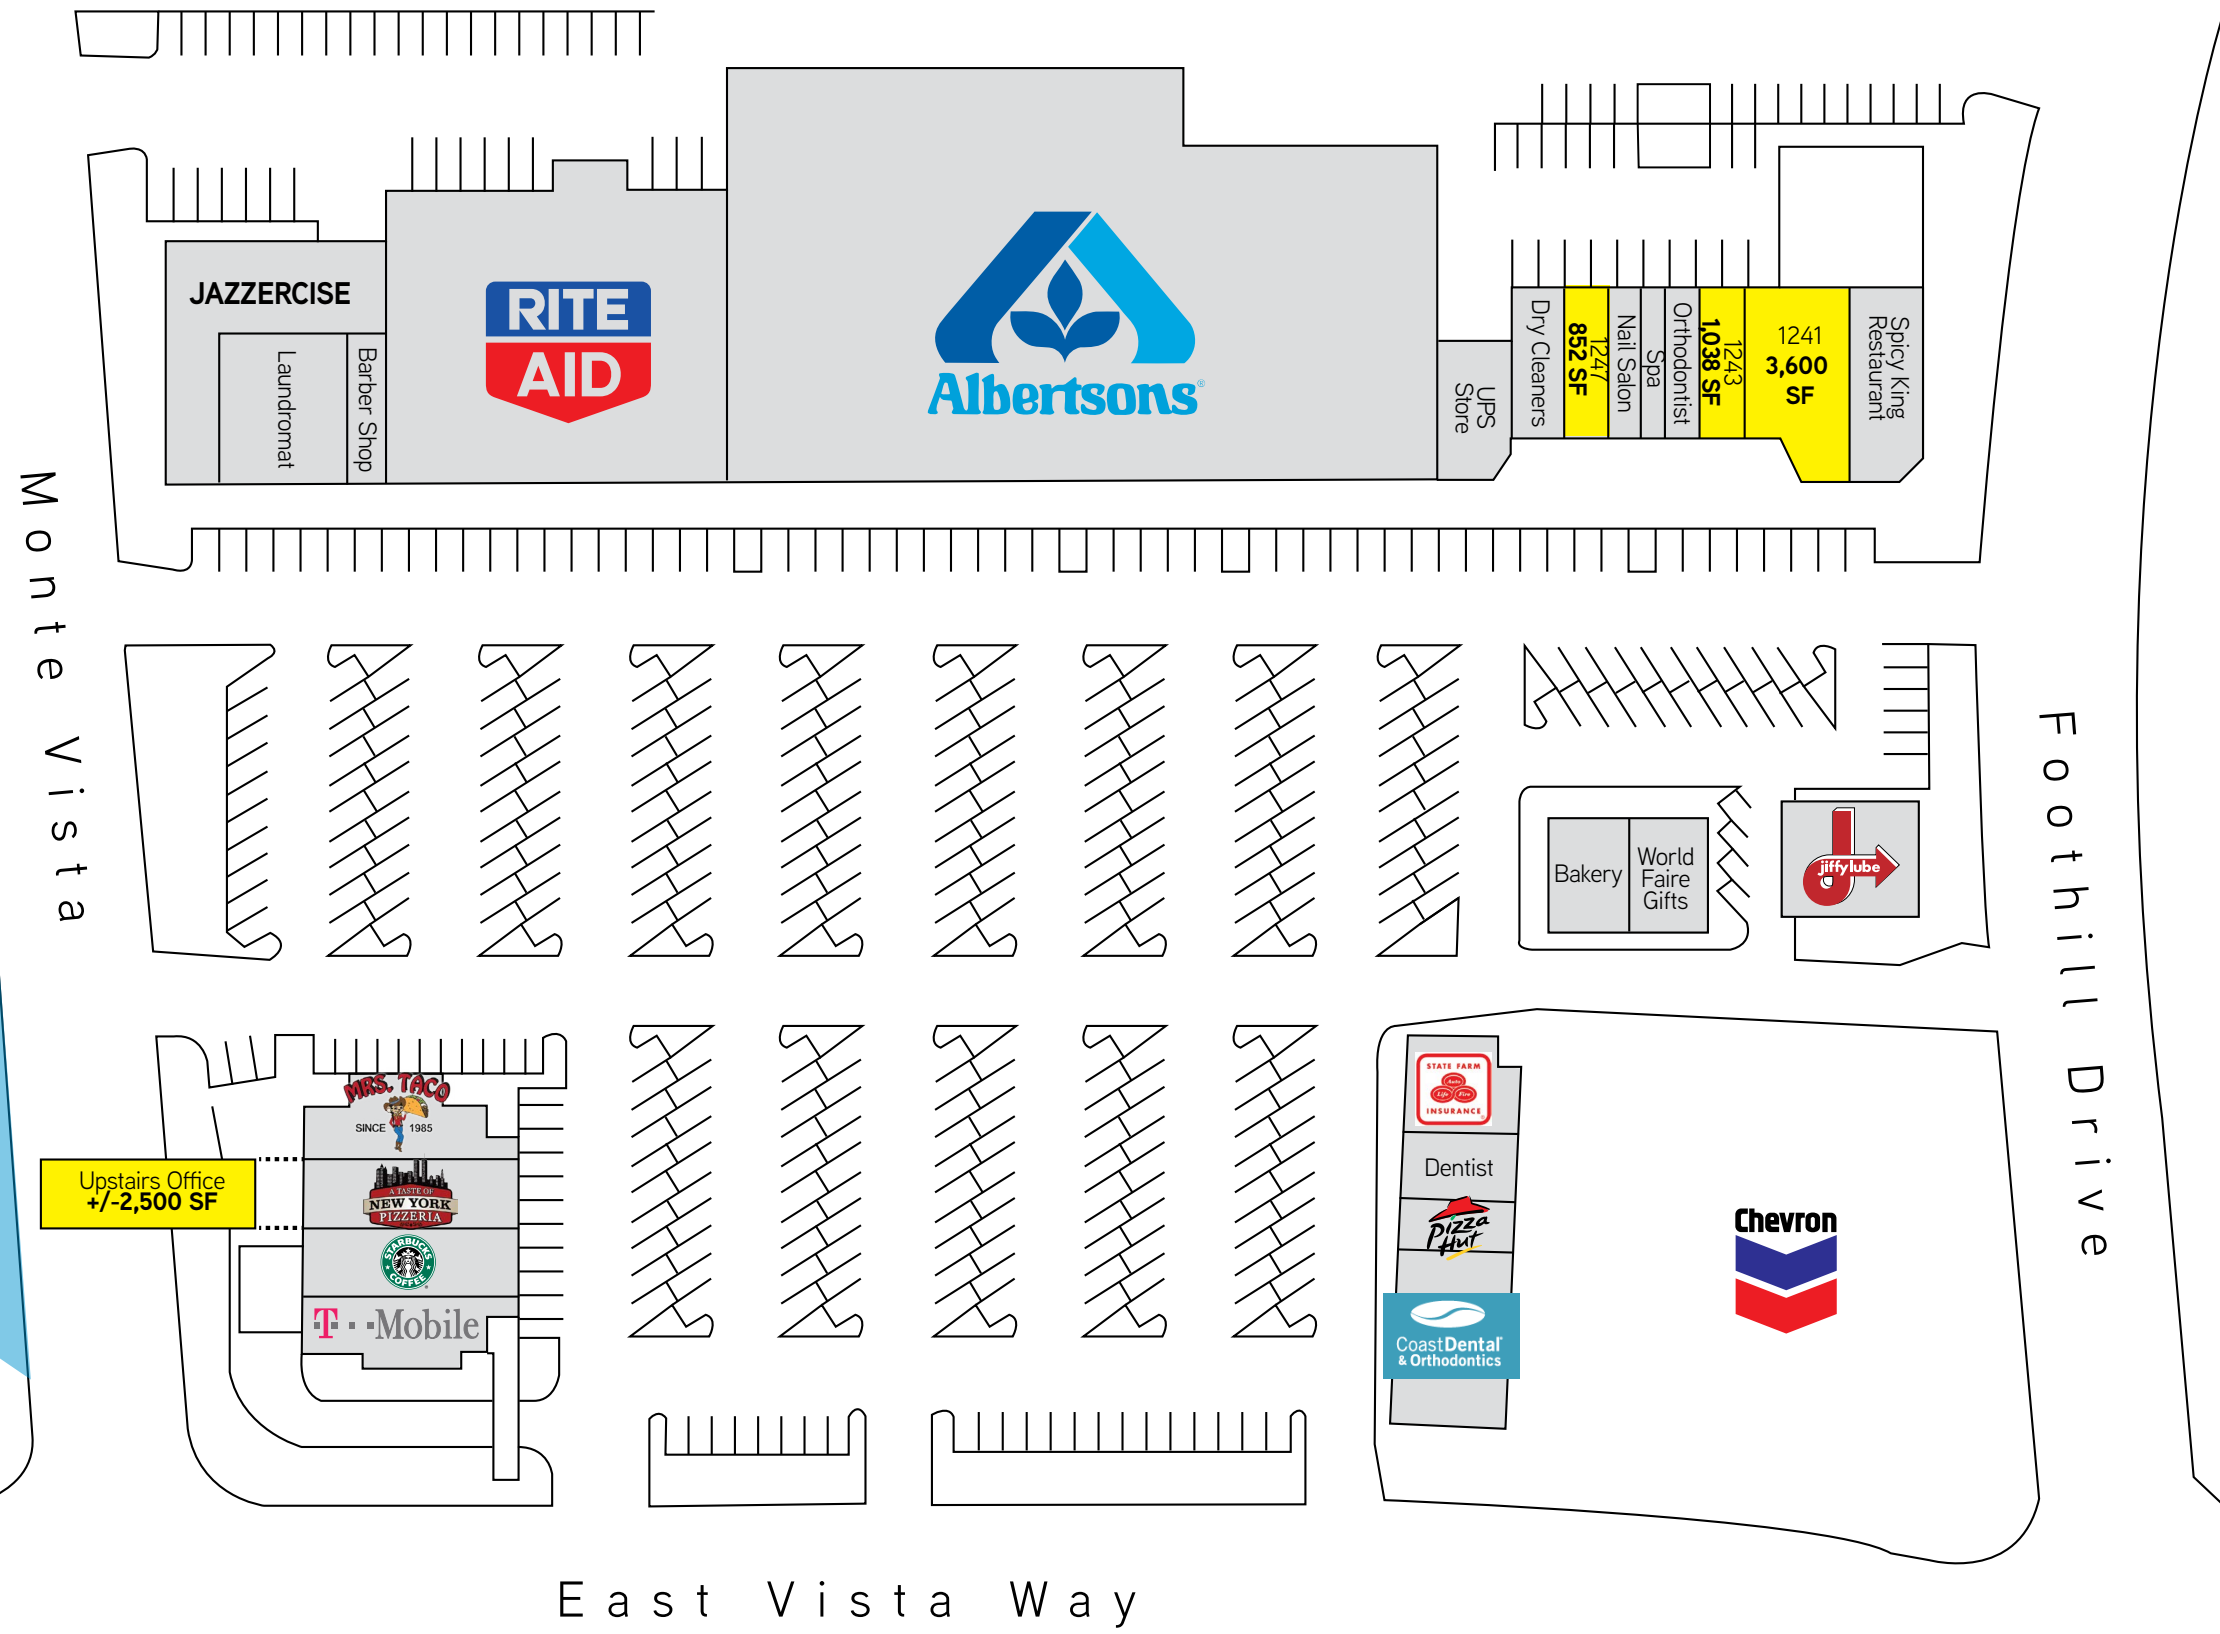 JAZZERCISE
Laundromat
Barber Shop
RITE
AID
Albertsons®
UPS
Store
Dry Cleaners
1247
852 SF
Nail Salon
Spa
Orthodontist
1243
1,038 SF
1241
3,600
SF
Spicy King
Restaurant
Monte Vista
Foothill Drive
Bakery
World
Faire
Gifts
jiffy lube
MRS. TACO
SINCE 1985
Upstairs Office
+/-2,500 SF
A TASTE OF
NEW YORK
PIZZERIA
STARBUCKS
COFFEE
T··Mobile
STATE FARM
Auto
Life Fire
INSURANCE
Dentist
Pizza
Hut
CoastDental
& Orthodontics
Chevron
East Vista Way